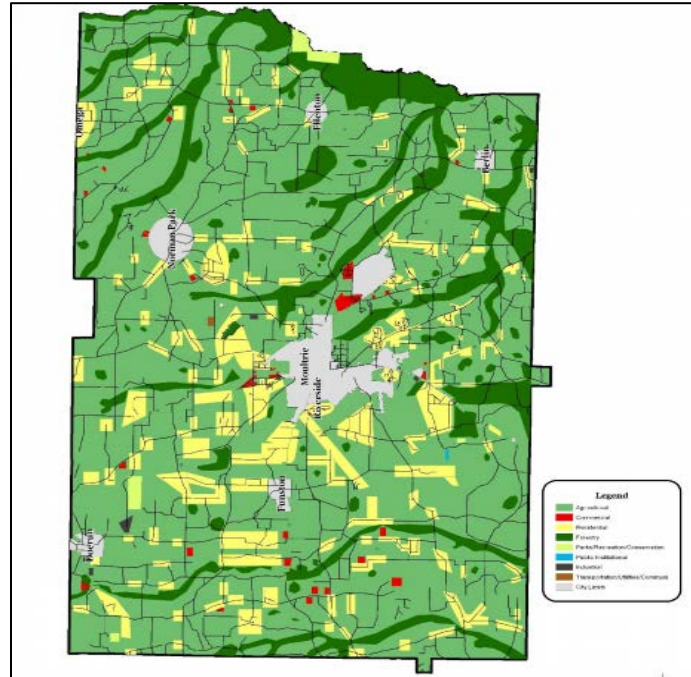 Omega
Ellenton
Berlin
Norman Park
Moultrie
Riverside
Funston
Doerun
Legend
Agricultural
Commercial
Residential
Forestry
Parks/Recreation/Conservation
Public Institutional
Industrial
Transportation/Utilities/Communic
City Limits